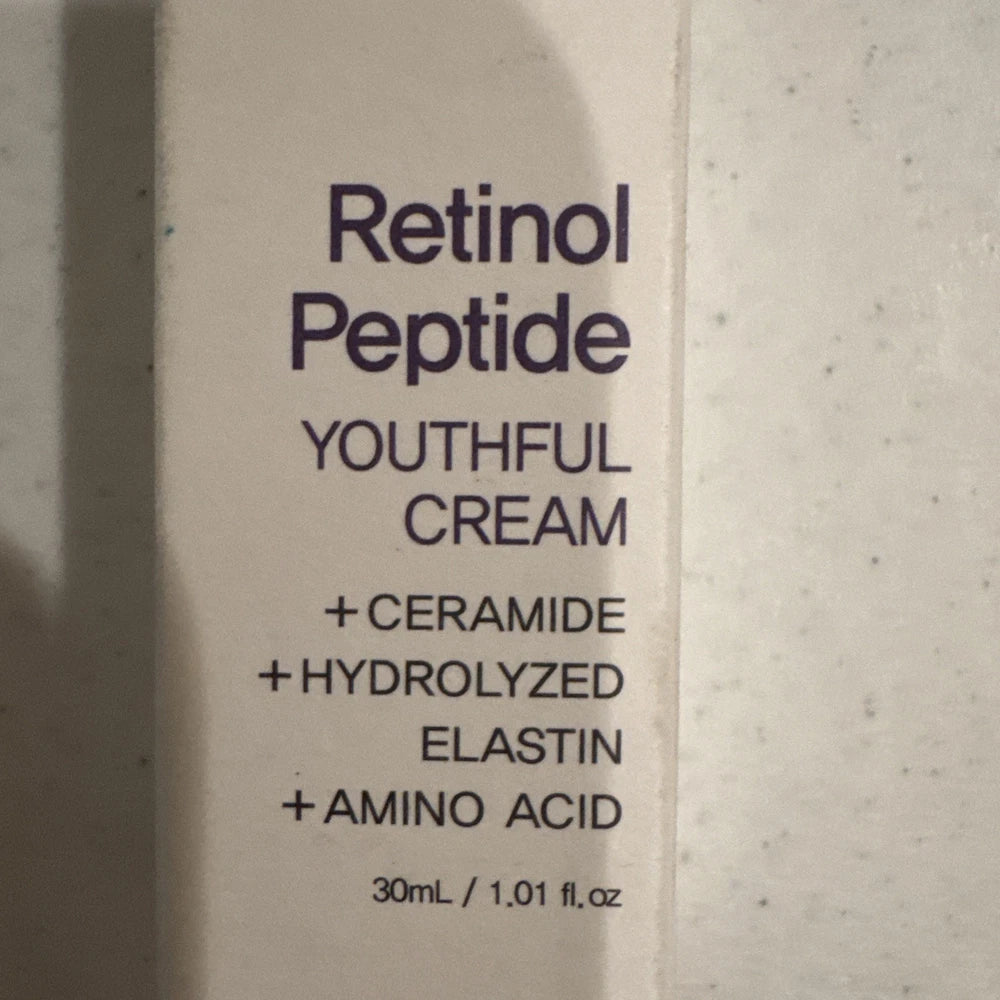 Retinol
Peptide
YOUTHFUL
CREAM
+CERAMIDE
+HYDROLYZED
ELASTIN
+AMINO ACID
30mL / 1.01 fl.oz